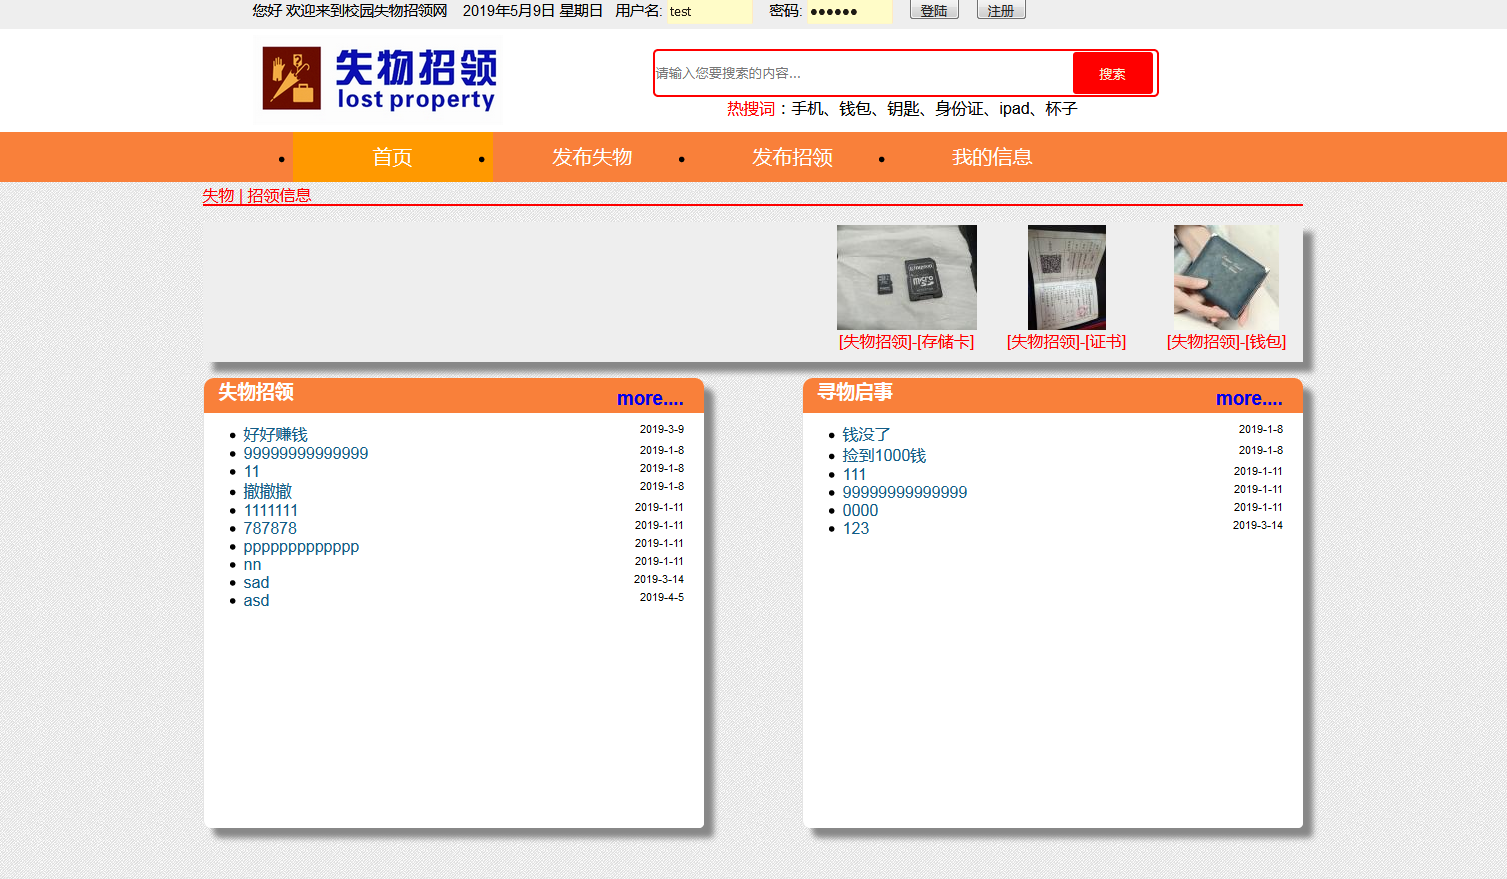 您好 欢迎来到校园失物招领网 2019年5月9日 星期日 用户名: test 密码: ●●●●●● 登陆 注册
失物招领
lost property
请输入您要搜索的内容...
搜索
热搜词：手机、钱包、钥匙、身份证、ipad、杯子
首页 发布失物 发布招领 我的信息
失物 | 招领信息
Kingston
micro
SD
[失物招领]-[存储卡] [失物招领]-[证书] [失物招领]-[钱包]
失物招领 more....
好好赚钱 2019-3-9
99999999999999 2019-1-8
11 2019-1-8
撤撤撤 2019-1-8
1111111 2019-1-11
787878 2019-1-11
ppppppppppppp 2019-1-11
nn 2019-1-11
sad 2019-3-14
asd 2019-4-5
寻物启事 more....
钱没了 2019-1-8
捡到1000钱 2019-1-8
111 2019-1-11
99999999999999 2019-1-11
0000 2019-1-11
123 2019-3-14